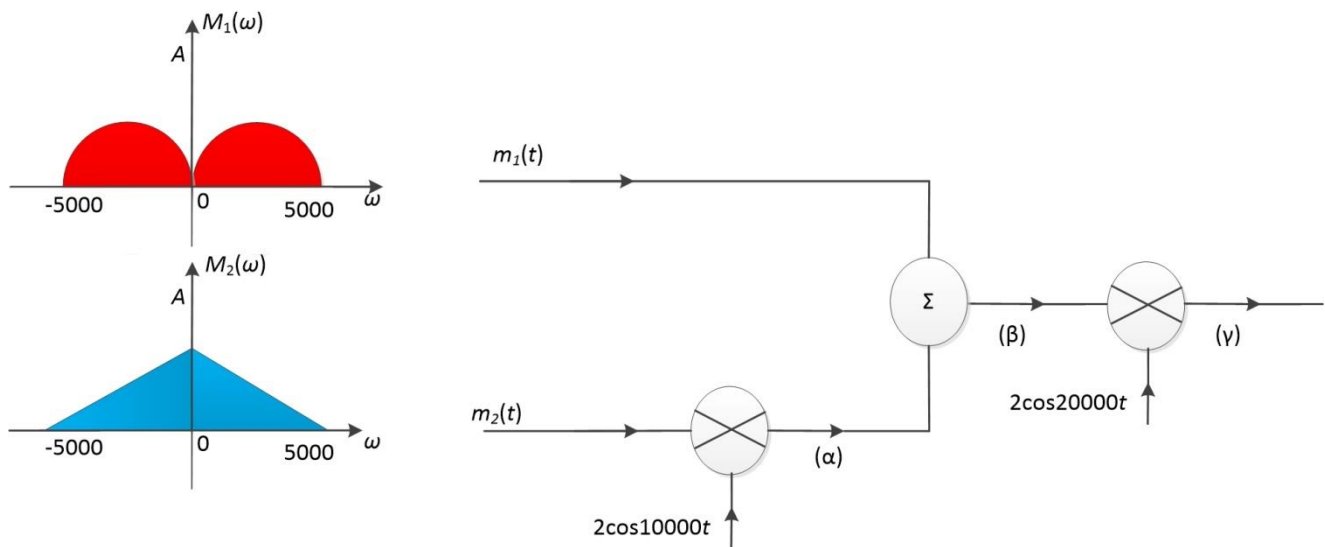 M₁(ω)
A
-5000
0
5000
ω
M₂(ω)
A
-5000
0
5000
ω
m₁(t)
Σ
(β)
(γ)
2cos20000t
m₂(t)
(α)
2cos10000t